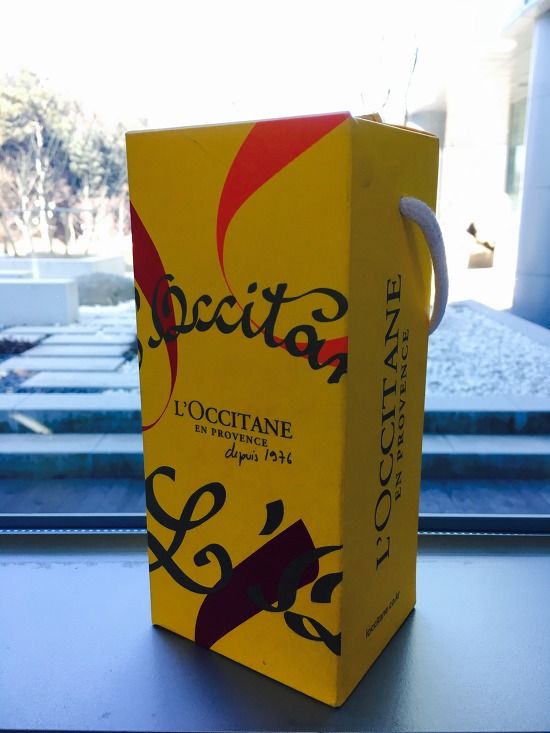 L'Occitan
L'OCCITANE
EN PROVENCE
depuis 1976
L'O
L'OCCITANE
EN PROVENCE
loccitane.co.kr